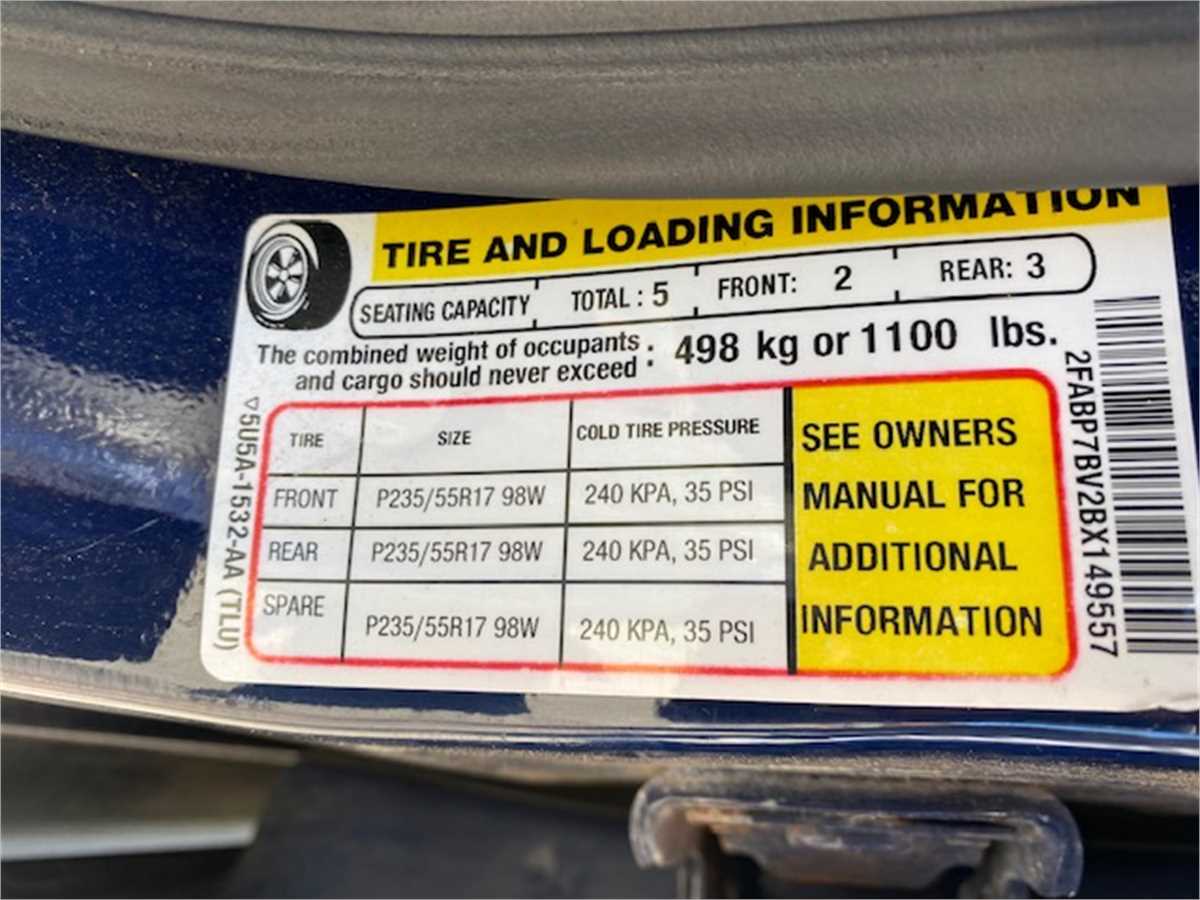 TIRE AND LOADING INFORMATION
SEATING CAPACITY TOTAL : 5 FRONT: 2 REAR: 3
The combined weight of occupants
and cargo should never exceed : 498 kg or 1100 lbs.
TIRE SIZE COLD TIRE PRESSURE
FRONT P235/55R17 98W 240 KPA, 35 PSI
REAR P235/55R17 98W 240 KPA, 35 PSI
SPARE P235/55R17 98W 240 KPA, 35 PSI
SEE OWNERS
MANUAL FOR
ADDITIONAL
INFORMATION
5U5A-1532-AA (TLU)
2FABP7BV2BX149557